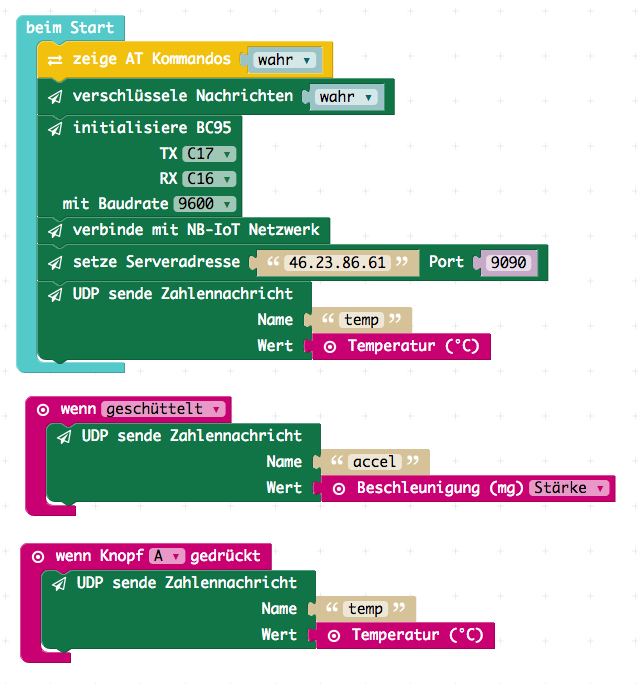 beim Start
zeige AT Kommandos wahr
verschlüssele Nachrichten wahr
initialisiere BC95
TX C17
RX C16
mit Baudrate 9600
verbinde mit NB-IoT Netzwerk
setze Serveradresse “ 46.23.86.61 ” Port 9090
UDP sende Zahlennachricht
Name “ temp ”
Wert Temperatur (°C)
wenn geschüttelt
UDP sende Zahlennachricht
Name “ accel ”
Wert Beschleunigung (mg) Stärke
wenn Knopf A gedrückt
UDP sende Zahlennachricht
Name “ temp ”
Wert Temperatur (°C)